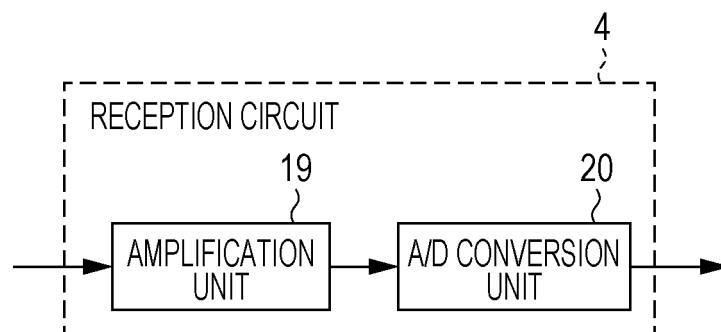 4
RECEPTION CIRCUIT
19
20
AMPLIFICATION
UNIT
A/D CONVERSION
UNIT